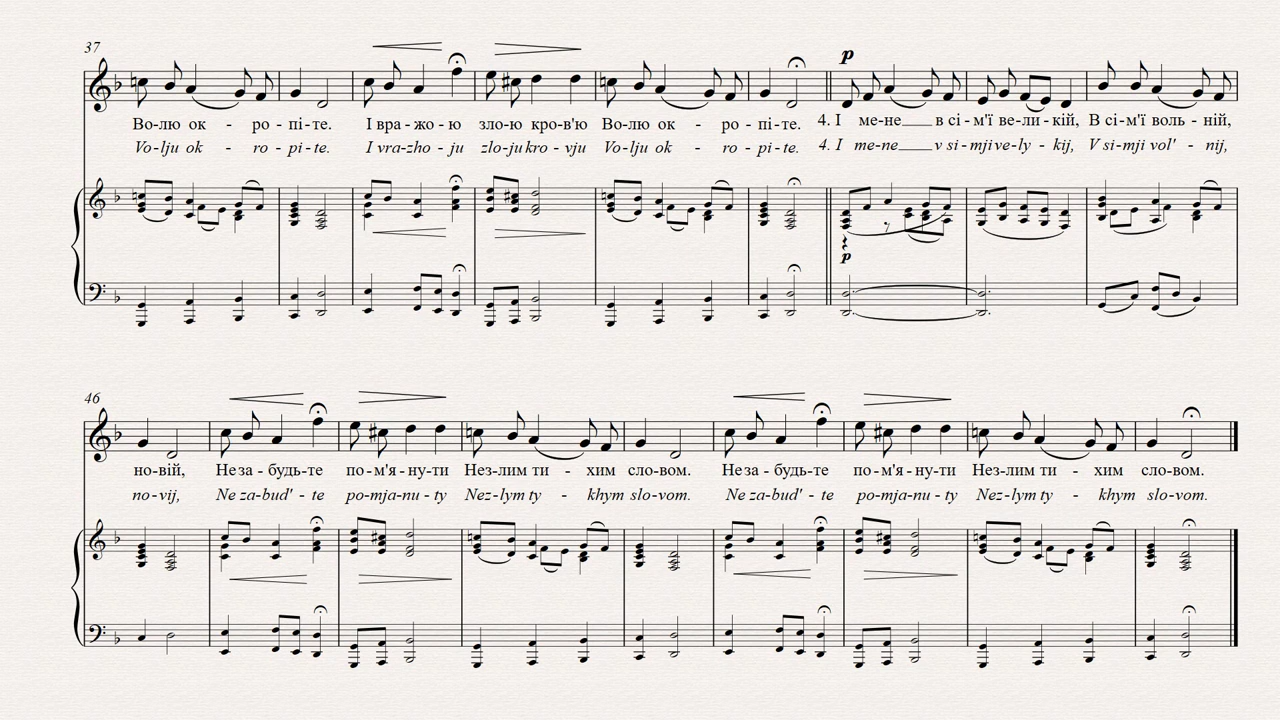 37
p
Во-лю ок - ро - пі-те. І вра-жо-ю зло-ю кров'ю Во-лю ок - ро - пі-те. 4. І ме-не___ в сі-м'ї ве-ли-кій, В сім'ї воль - ній,
Vo-lju ok - ro - pi-te. I vra-zho - ju zlo-ju kro-vju Vo-lju ok - ro - pi-te. 4. I me-ne___ v si-mji ve-ly - kij, V si-mji vol' - nij,
p
46
но-вій, Не за - будь-те по-м'я-ну-ти Нез-лим ти - хим сло-вом. Не за - будь-те по-м'я-ну-ти Нез-лим ти - хим сло-вом.
no-vij, Ne za-bud' - te po-mja-nu - ty Nez-lym ty - khym slo-vom. Ne za-bud' - te po-mja-nu - ty Nez-lym ty - khym slo-vom.